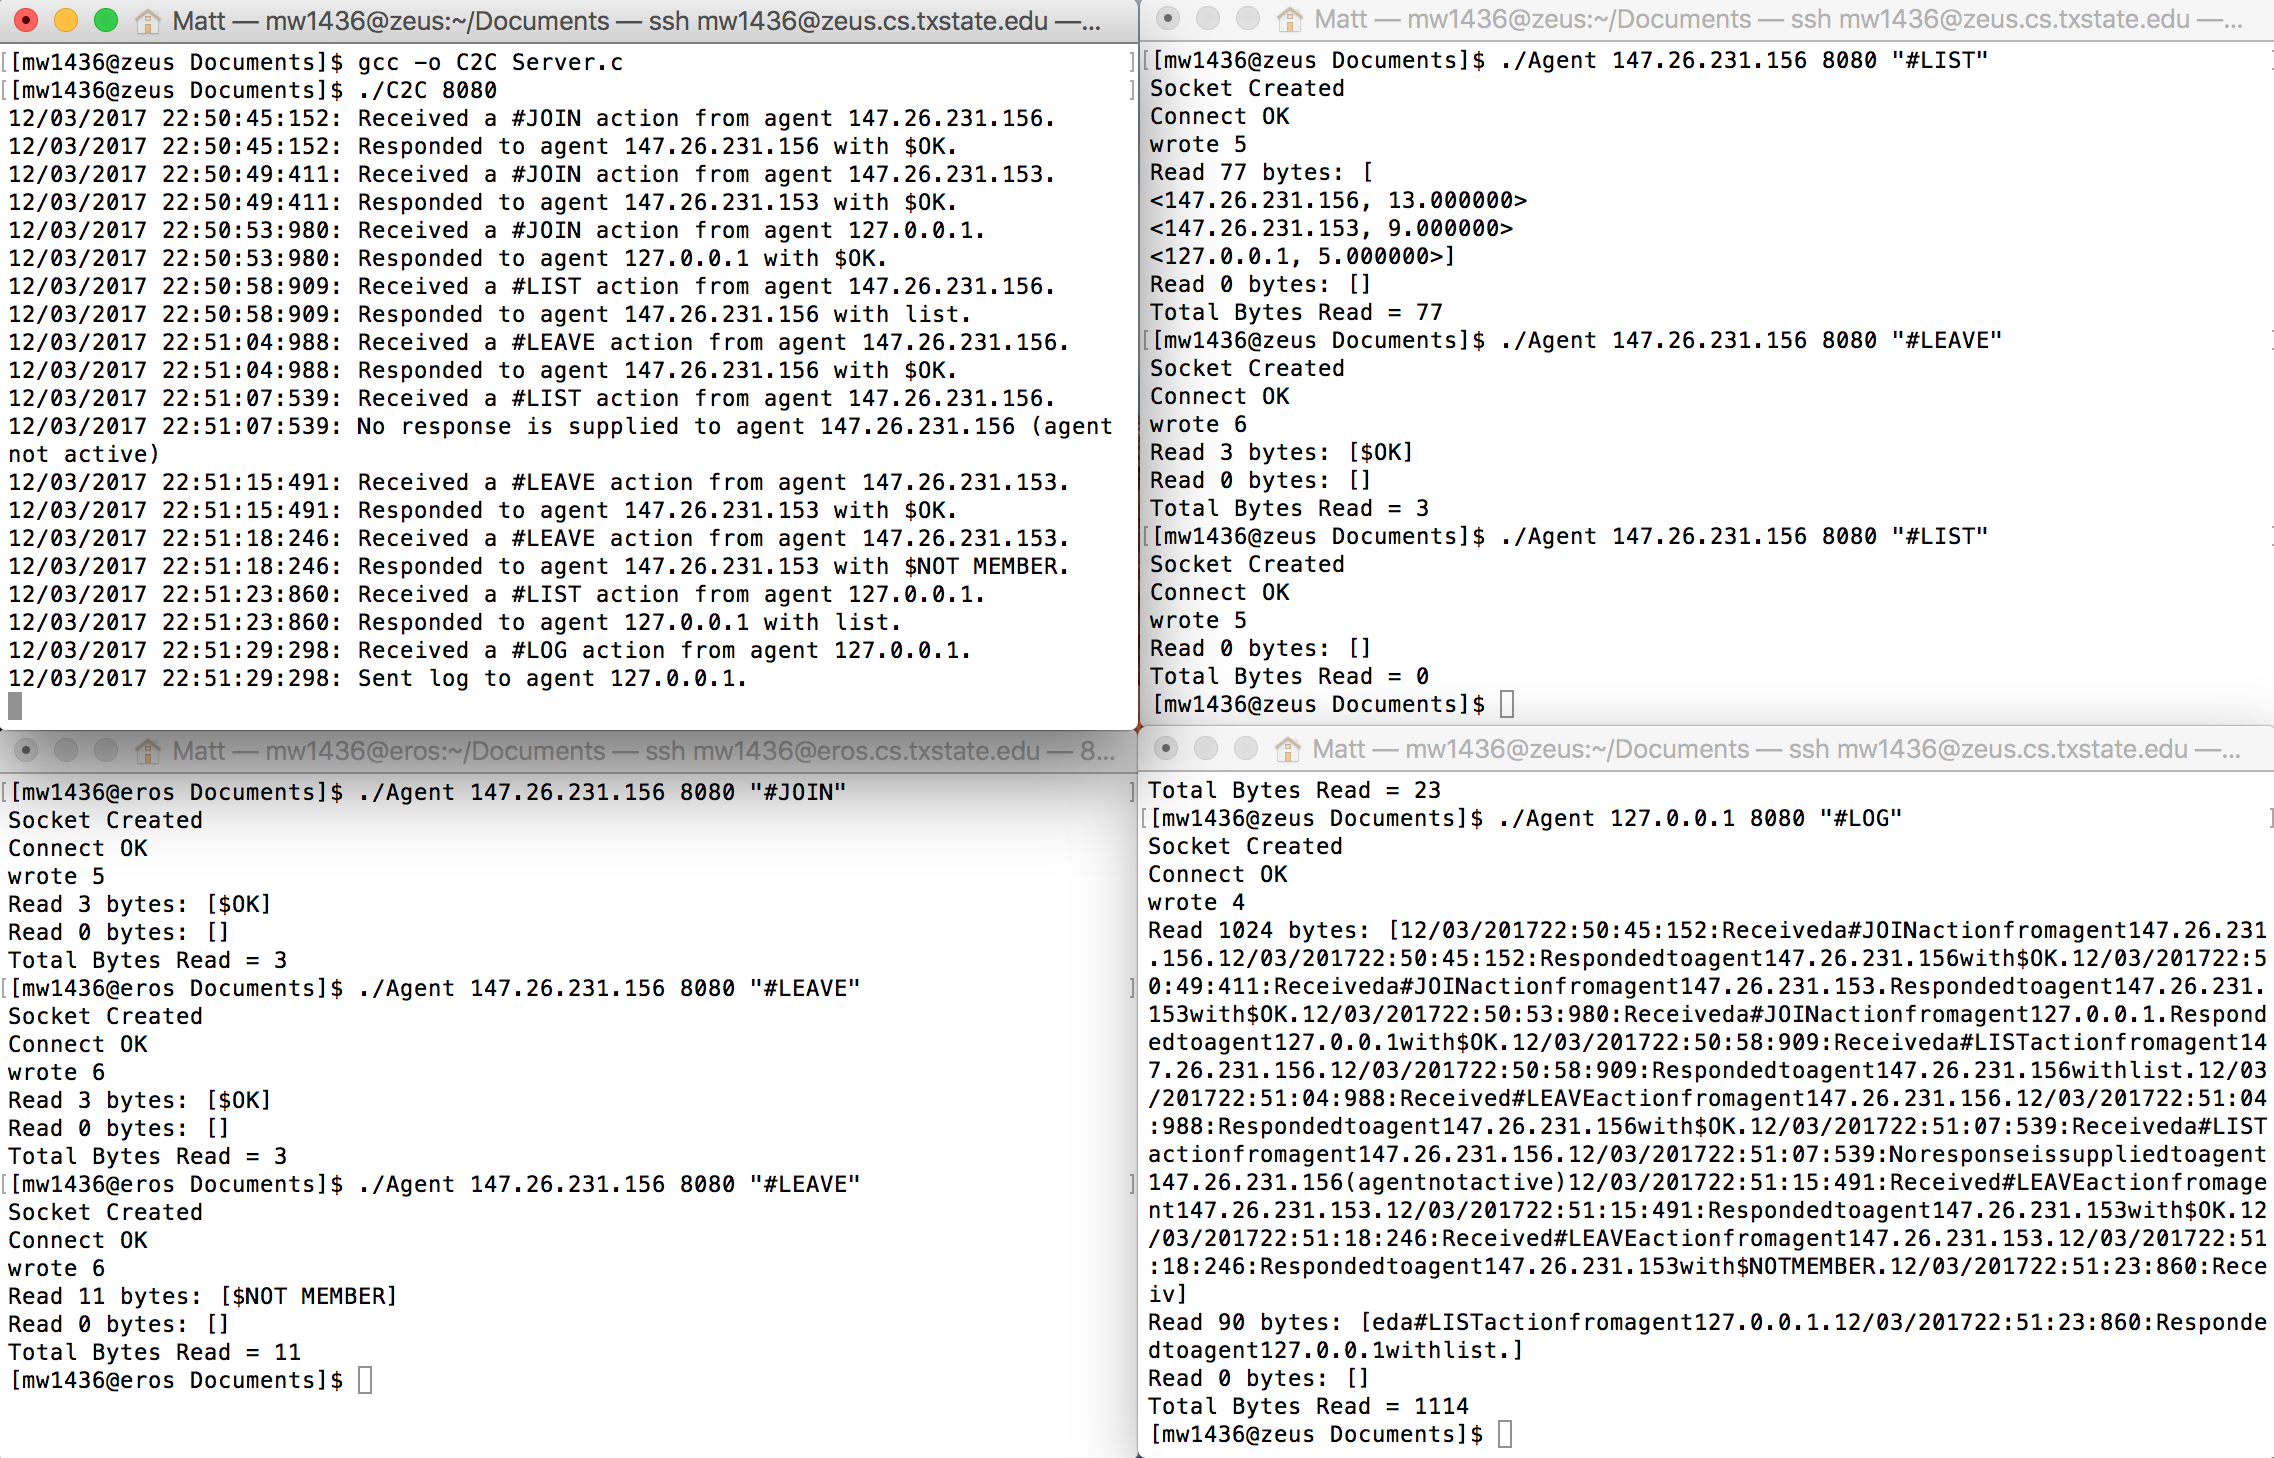 Matt — mw1436@zeus:~/Documents — ssh mw1436@zeus.cs.txstate.edu —...
[[mw1436@zeus Documents]$ gcc -o C2C Server.c ]
[[mw1436@zeus Documents]$ ./C2C 8080 ]
12/03/2017 22:50:45:152: Received a #JOIN action from agent 147.26.231.156.
12/03/2017 22:50:45:152: Responded to agent 147.26.231.156 with $OK.
12/03/2017 22:50:49:411: Received a #JOIN action from agent 147.26.231.153.
12/03/2017 22:50:49:411: Responded to agent 147.26.231.153 with $OK.
12/03/2017 22:50:53:980: Received a #JOIN action from agent 127.0.0.1.
12/03/2017 22:50:53:980: Responded to agent 127.0.0.1 with $OK.
12/03/2017 22:50:58:909: Received a #LIST action from agent 147.26.231.156.
12/03/2017 22:50:58:909: Responded to agent 147.26.231.156 with list.
12/03/2017 22:51:04:988: Received a #LEAVE action from agent 147.26.231.156.
12/03/2017 22:51:04:988: Responded to agent 147.26.231.156 with $OK.
12/03/2017 22:51:07:539: Received a #LIST action from agent 147.26.231.156.
12/03/2017 22:51:07:539: No response is supplied to agent 147.26.231.156 (agent
not active)
12/03/2017 22:51:15:491: Received a #LEAVE action from agent 147.26.231.153.
12/03/2017 22:51:15:491: Responded to agent 147.26.231.153 with $OK.
12/03/2017 22:51:18:246: Received a #LEAVE action from agent 147.26.231.153.
12/03/2017 22:51:18:246: Responded to agent 147.26.231.153 with $NOT MEMBER.
12/03/2017 22:51:23:860: Received a #LIST action from agent 127.0.0.1.
12/03/2017 22:51:23:860: Responded to agent 127.0.0.1 with list.
12/03/2017 22:51:29:298: Received a #LOG action from agent 127.0.0.1.
12/03/2017 22:51:29:298: Sent log to agent 127.0.0.1.
Matt — mw1436@zeus:~/Documents — ssh mw1436@zeus.cs.txstate.edu —...
[[mw1436@zeus Documents]$ ./Agent 147.26.231.156 8080 "#LIST" ]
Socket Created
Connect OK
wrote 5
Read 77 bytes: [
<147.26.231.156, 13.000000>
<147.26.231.153, 9.000000>
<127.0.0.1, 5.000000>]
Read 0 bytes: []
Total Bytes Read = 77
[[mw1436@zeus Documents]$ ./Agent 147.26.231.156 8080 "#LEAVE" ]
Socket Created
Connect OK
wrote 6
Read 3 bytes: [$OK]
Read 0 bytes: []
Total Bytes Read = 3
[[mw1436@zeus Documents]$ ./Agent 147.26.231.156 8080 "#LIST" ]
Socket Created
Connect OK
wrote 5
Read 0 bytes: []
Total Bytes Read = 0
[mw1436@zeus Documents]$
Matt — mw1436@eros:~/Documents — ssh mw1436@eros.cs.txstate.edu — 8...
[[mw1436@eros Documents]$ ./Agent 147.26.231.156 8080 "#JOIN" ]
Socket Created
Connect OK
wrote 5
Read 3 bytes: [$OK]
Read 0 bytes: []
Total Bytes Read = 3
[[mw1436@eros Documents]$ ./Agent 147.26.231.156 8080 "#LEAVE" ]
Socket Created
Connect OK
wrote 6
Read 3 bytes: [$OK]
Read 0 bytes: []
Total Bytes Read = 3
[[mw1436@eros Documents]$ ./Agent 147.26.231.156 8080 "#LEAVE" ]
Socket Created
Connect OK
wrote 6
Read 11 bytes: [$NOT MEMBER]
Read 0 bytes: []
Total Bytes Read = 11
[mw1436@eros Documents]$
Matt — mw1436@zeus:~/Documents — ssh mw1436@zeus.cs.txstate.edu —...
Total Bytes Read = 23
[[mw1436@zeus Documents]$ ./Agent 127.0.0.1 8080 "#LOG" ]
Socket Created
Connect OK
wrote 4
Read 1024 bytes: [12/03/201722:50:45:152:Receiveda#JOINactionfromagent147.26.231
.156.12/03/201722:50:45:152:Respondedtoagent147.26.231.156with$OK.12/03/201722:5
0:49:411:Receiveda#JOINactionfromagent147.26.231.153.Respondedtoagent147.26.231.
153with$OK.12/03/201722:50:53:980:Receiveda#JOINactionfromagent127.0.0.1.Respond
edtoagent127.0.0.1with$OK.12/03/201722:50:58:909:Receiveda#LISTactionfromagent14
7.26.231.156.12/03/201722:50:58:909:Respondedtoagent147.26.231.156withlist.12/03
/201722:51:04:988:Received#LEAVEactionfromagent147.26.231.156.12/03/201722:51:04
:988:Respondedtoagent147.26.231.156with$OK.12/03/201722:51:07:539:Receiveda#LIST
actionfromagent147.26.231.156.12/03/201722:51:07:539:Noresponseissuppliedtoagent
147.26.231.156(agentnotactive)12/03/201722:51:15:491:Received#LEAVEactionfromage
nt147.26.231.153.12/03/201722:51:15:491:Respondedtoagent147.26.231.153with$OK.12
/03/201722:51:18:246:Received#LEAVEactionfromagent147.26.231.153.12/03/201722:51
:18:246:Respondedtoagent147.26.231.153with$NOTMEMBER.12/03/201722:51:23:860:Rece
iv]
Read 90 bytes: [eda#LISTactionfromagent127.0.0.1.12/03/201722:51:23:860:Responde
dtoagent127.0.0.1withlist.]
Read 0 bytes: []
Total Bytes Read = 1114
[mw1436@zeus Documents]$